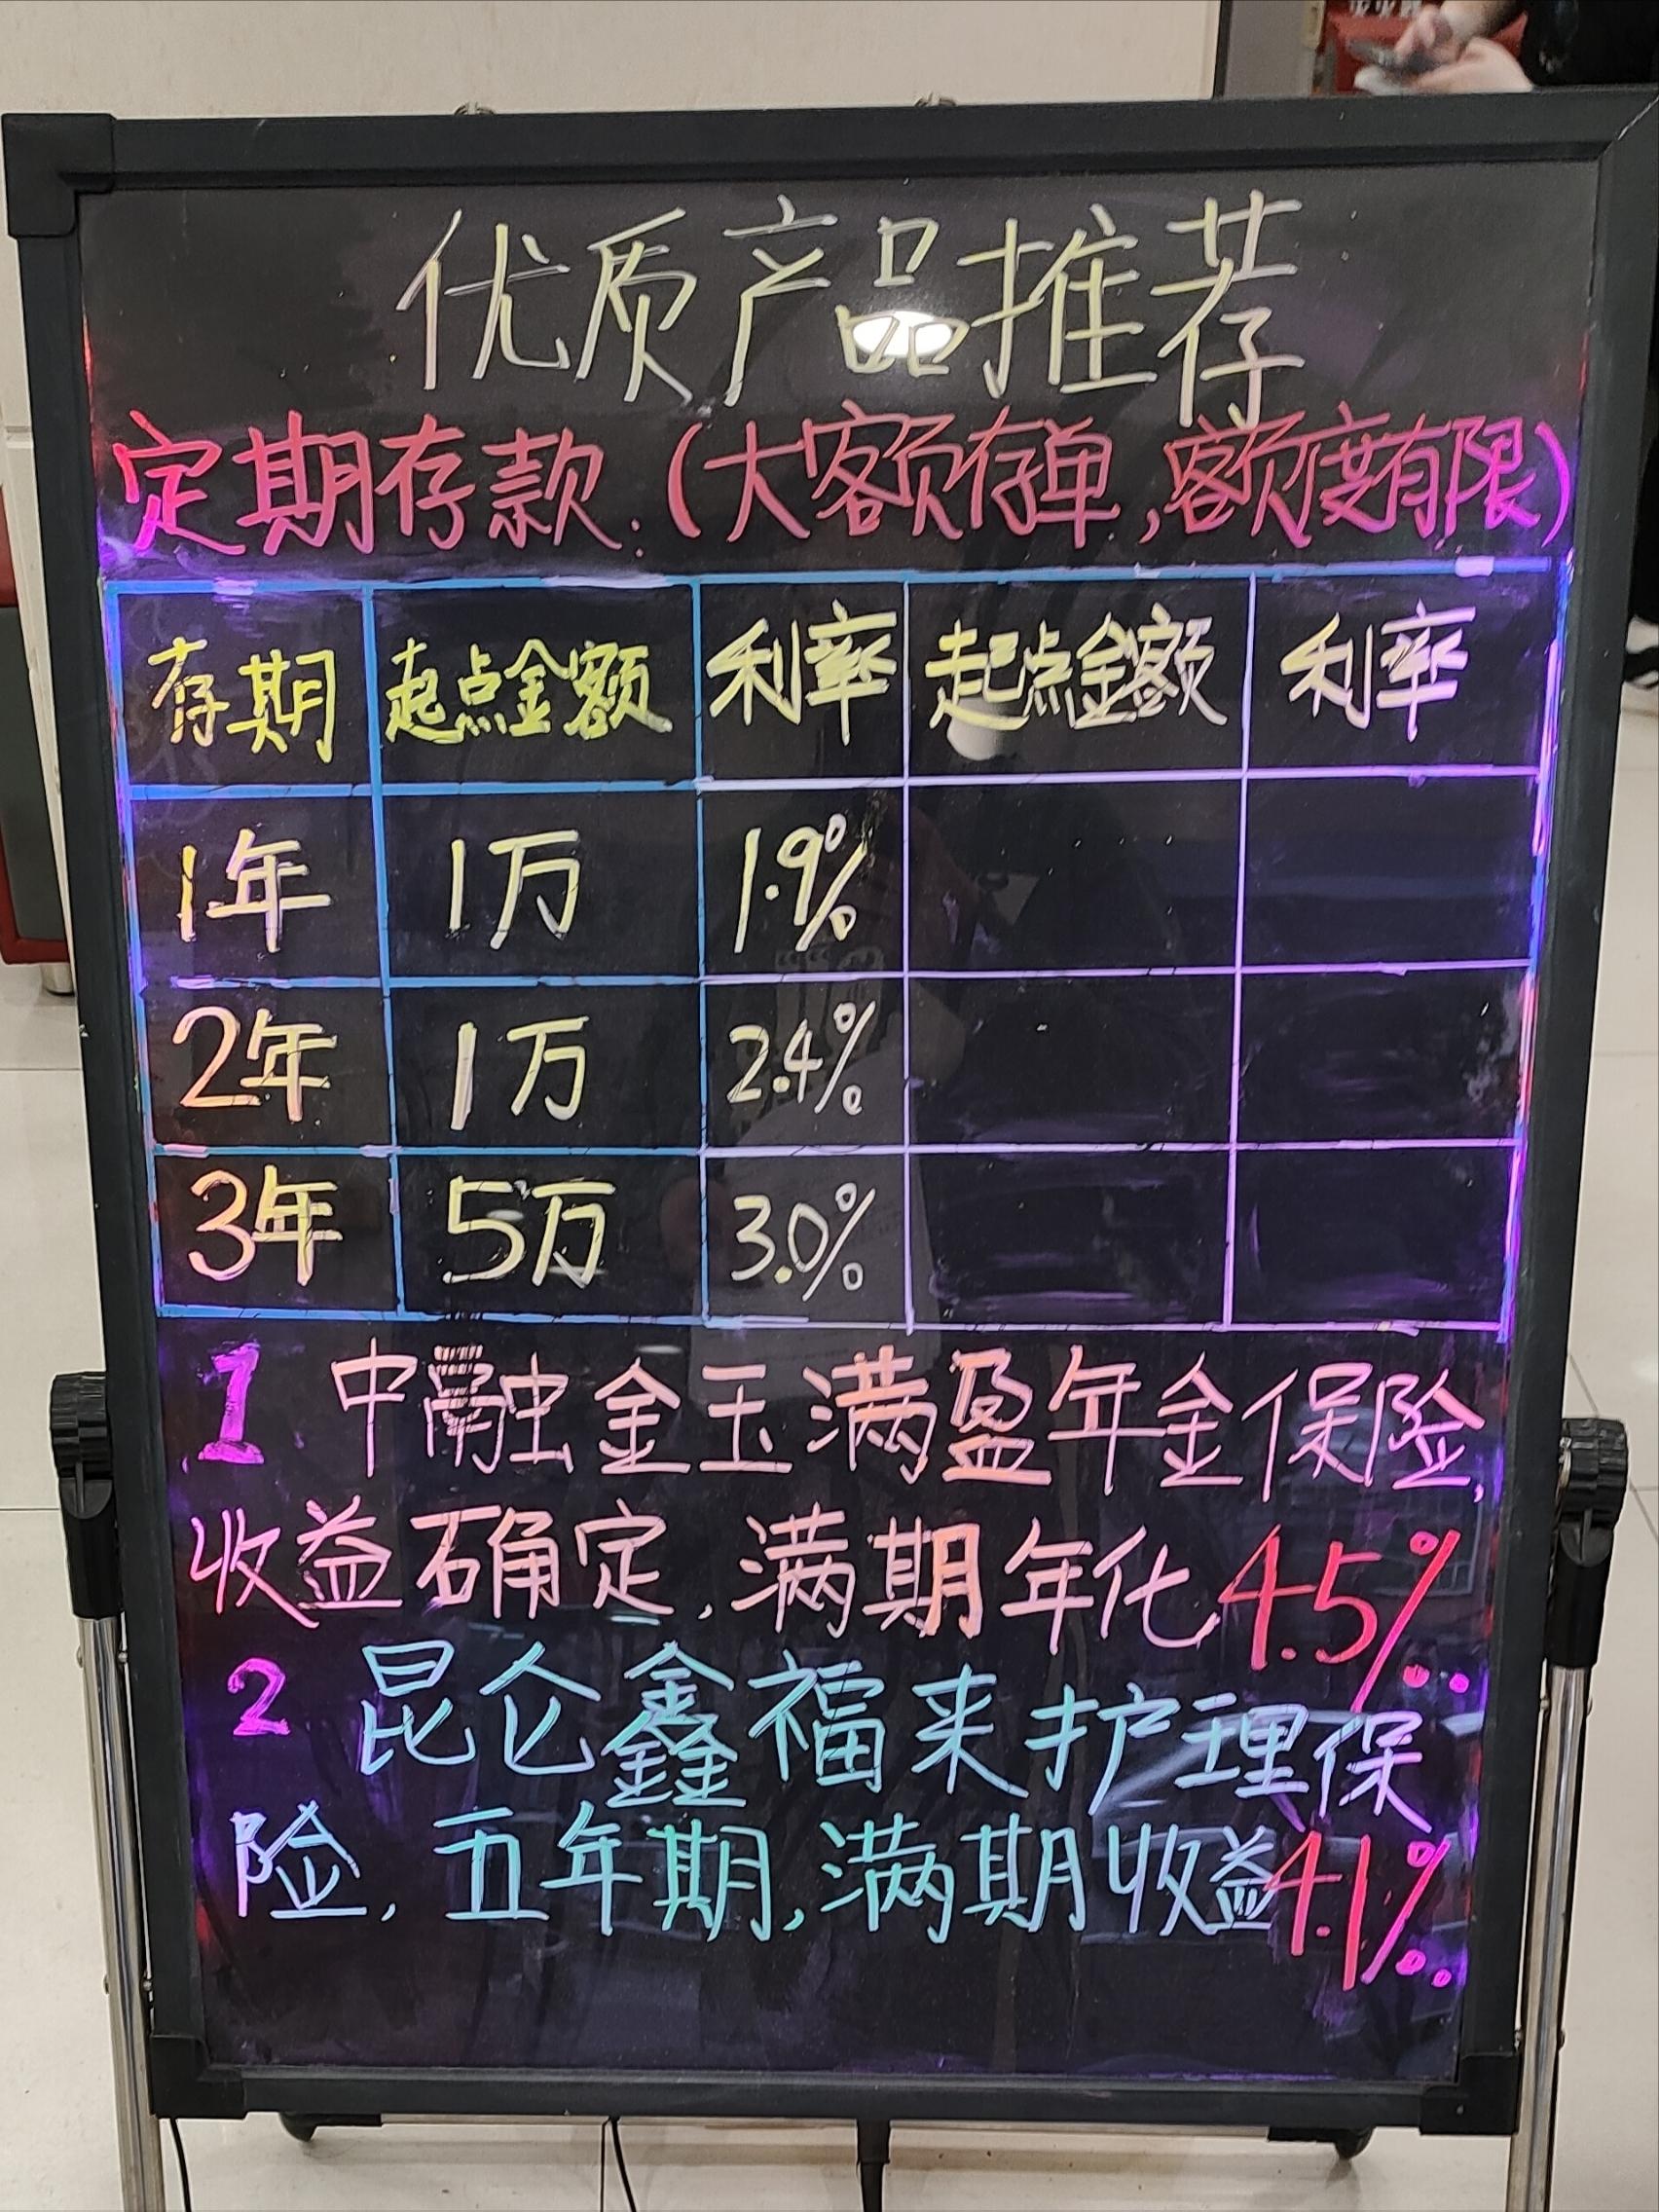 优质产品推荐
定期存款:(大额存单,额度有限)
存期 起点金额 利率 起点金额 利率
1年 1万 1.9%
2年 1万 2.4%
3年 5万 3.0%
1 中融金玉满盈年金保险,
收益确定,满期年化4.5%.
2 昆仑鑫福来护理保
险,五年期,满期收益4.1%.